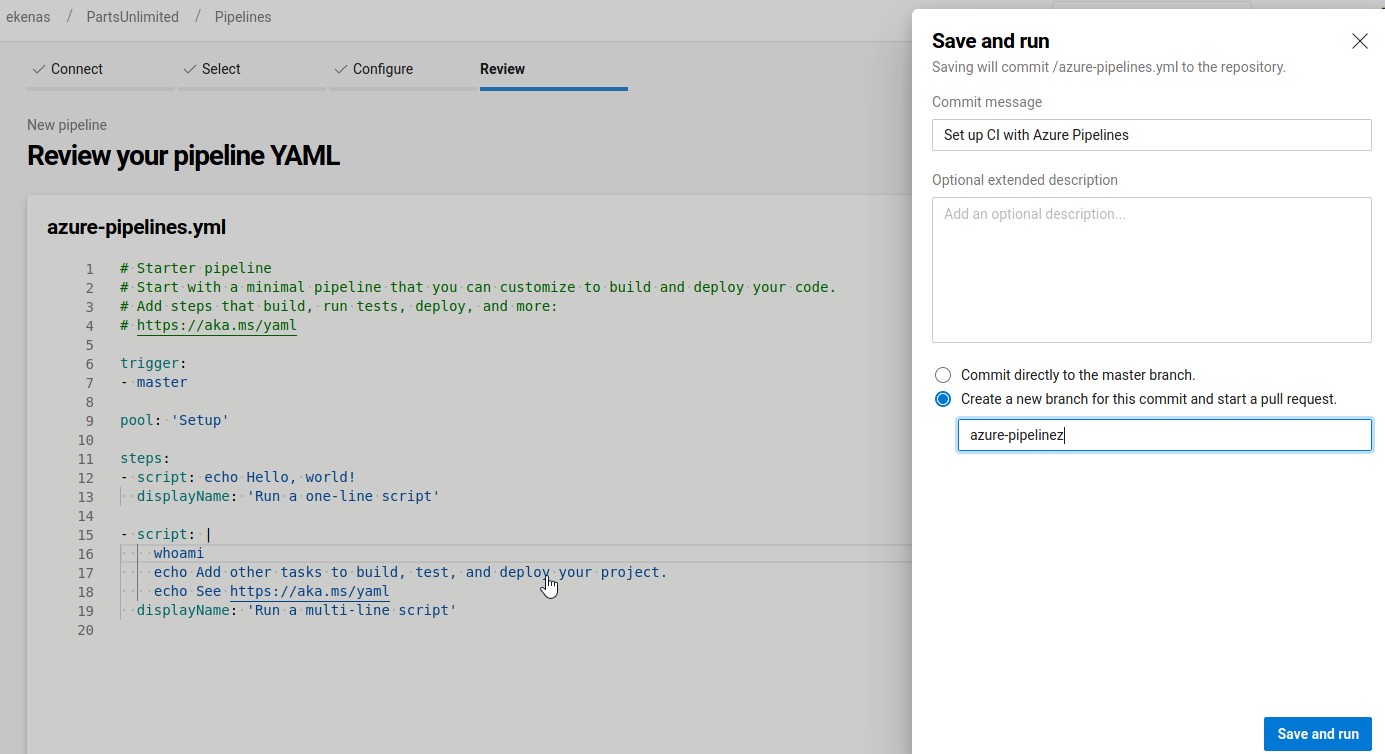 ekenas / PartsUnlimited / Pipelines
Connect
Select
Configure
Review
New pipeline
Review your pipeline YAML
azure-pipelines.yml
1 # Starter pipeline
2 # Start with a minimal pipeline that you can customize to build and deploy your code.
3 # Add steps that build, run tests, deploy, and more:
4 # https://aka.ms/yaml
5
6 trigger:
7 - master
8
9 pool: 'Setup'
10
11 steps:
12 - script: echo Hello, world!
13 displayName: 'Run a one-line script'
14
15 - script: |
16 whoami
17 echo Add other tasks to build, test, and deploy your project.
18 echo See https://aka.ms/yaml
19 displayName: 'Run a multi-line script'
20
Save and run
Saving will commit /azure-pipelines.yml to the repository.
Commit message
Set up CI with Azure Pipelines
Optional extended description
Add an optional description...
Commit directly to the master branch.
Create a new branch for this commit and start a pull request.
azure-pipelinez
Save and run